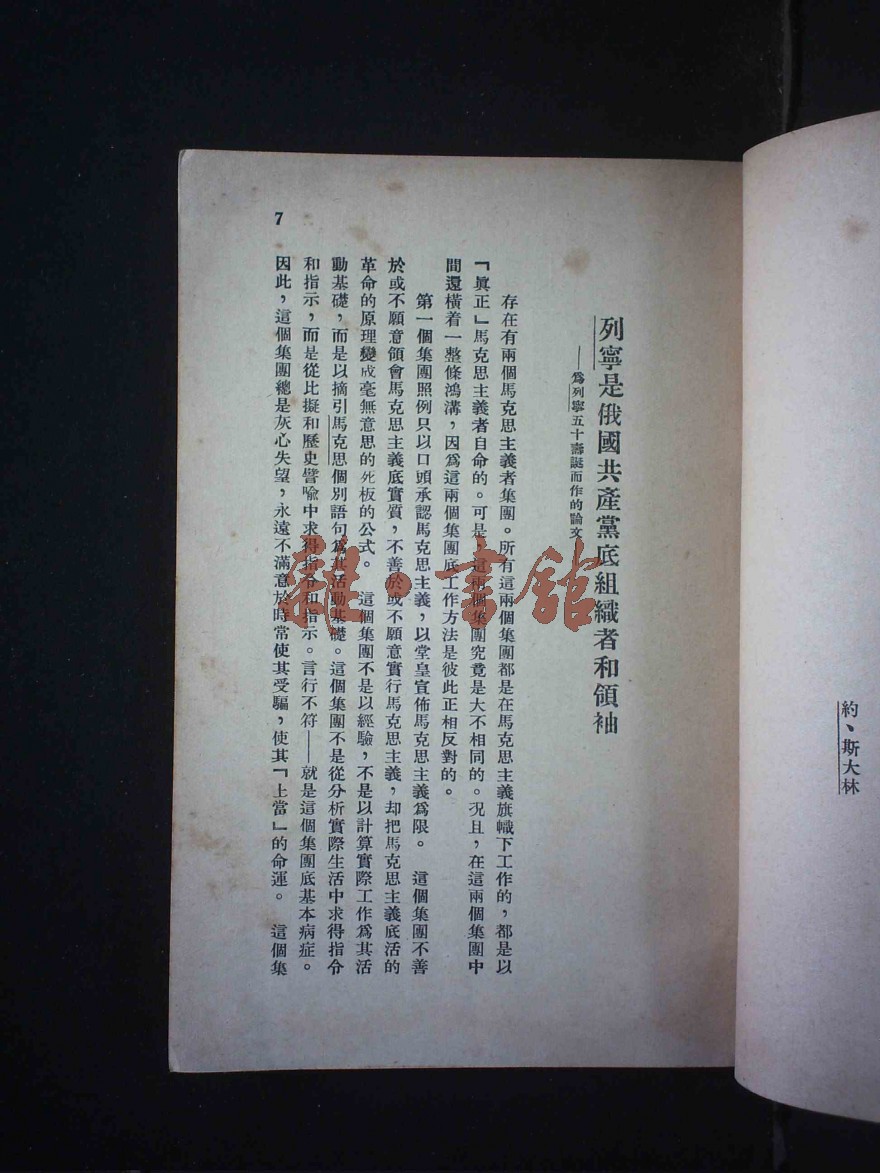 約、斯大林
列寧是俄國共產黨底組織者和領袖
——爲列寧五十壽誕而作的論文
存在有兩個馬克思主義者集團。所有這兩個集團都是在馬克思主義旗幟下工作的，都是以
「眞正」馬克思主義者自命的。可是，這兩個集團究竟是大不相同的。況且，在這兩個集團中
間還橫着一整條鴻溝，因爲這兩個集團底工作方法是彼此正相反對的。
第一個集團照例只以口頭承認馬克思主義，以堂皇宣佈馬克思主義爲限。 這個集團不善
於或不願意領會馬克思主義底實質，不善於或不願意實行馬克思主義，却把馬克思主義底活的
革命的原理變成毫無意思的死板的公式。 這個集團不是以經驗，不是以計算實際工作爲其活
動基礎，而是以摘引馬克思個別語句爲其活動基礎。這個集團不是從分析實際生活中求得指令
和指示，而是從比擬和歷史譬喩中求得指令和指示。言行不符——就是這個集團底基本病症。
因此，這個集團總是灰心失望，永遠不滿意於時常使其受騙，使其「上當」的命運。 這個集
7
雜·書館